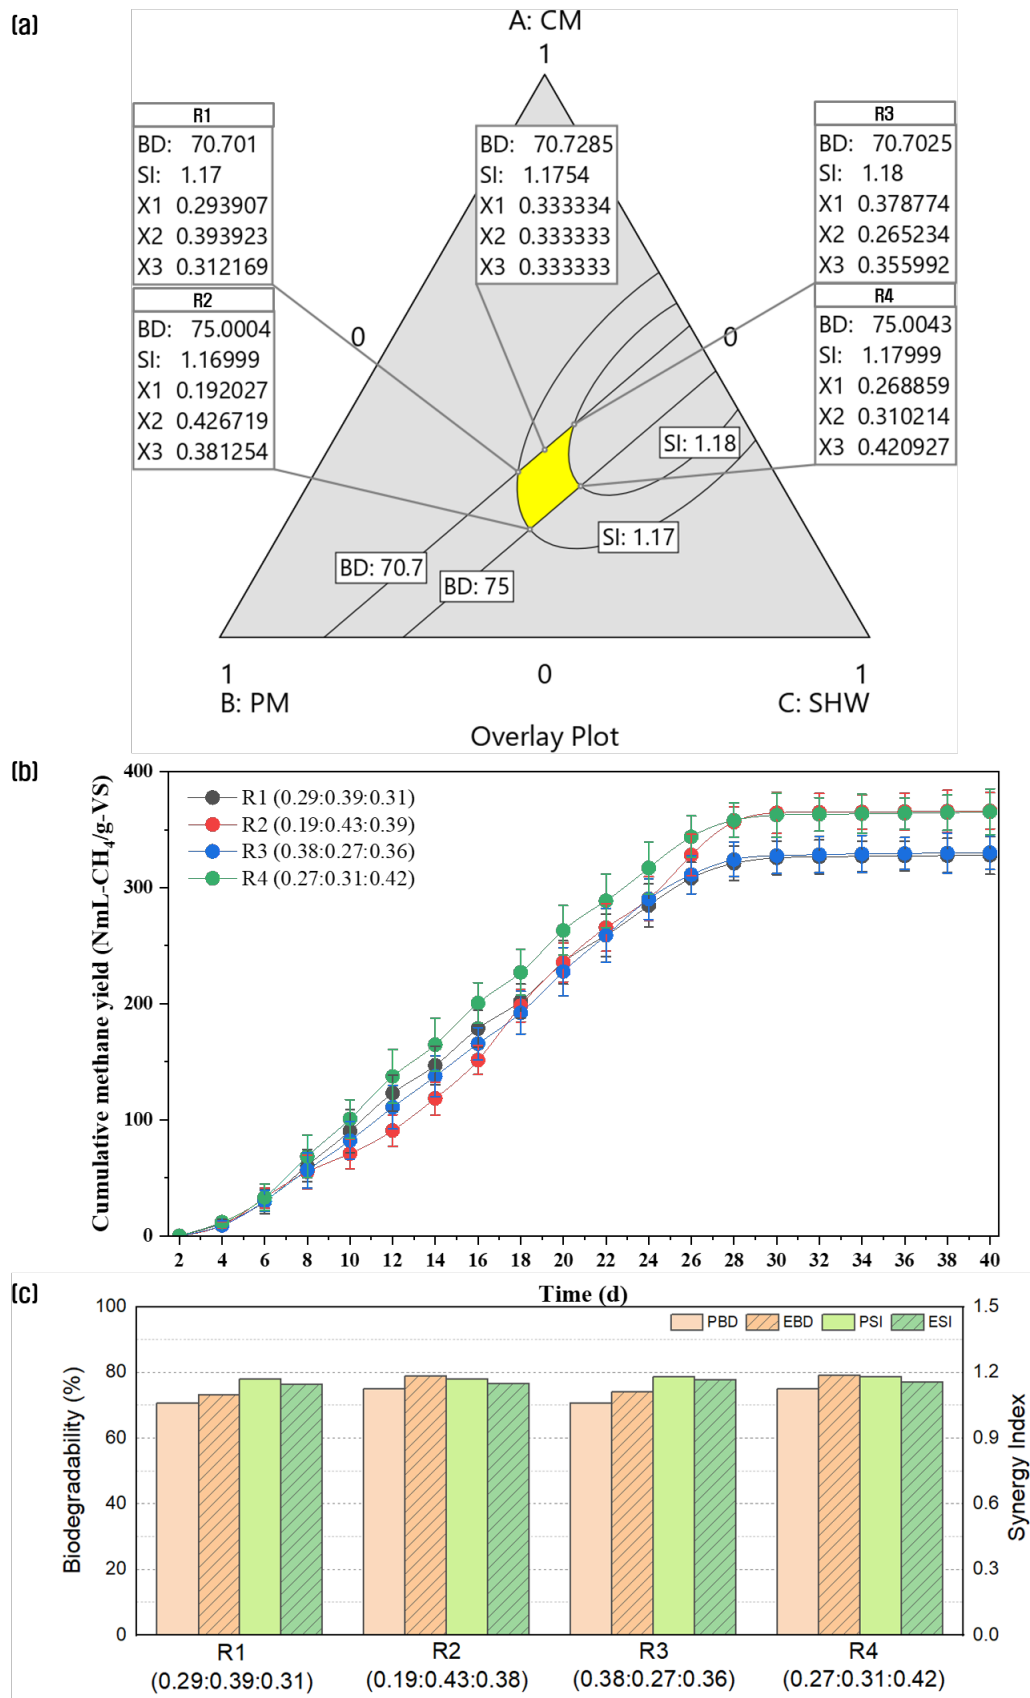 (a)
A: CM
1
R1
BD: 70.701
SI: 1.17
X1 0.293907
X2 0.393923
X3 0.312169
BD: 70.7285
SI: 1.1754
X1 0.333334
X2 0.333333
X3 0.333333
R3
BD: 70.7025
SI: 1.18
X1 0.378774
X2 0.265234
X3 0.355992
R2
BD: 75.0004
SI: 1.16999
X1 0.192027
X2 0.426719
X3 0.381254
R4
BD: 75.0043
SI: 1.17999
X1 0.268859
X2 0.310214
X3 0.420927
0
0
SI: 1.18
SI: 1.17
BD: 70.7
BD: 75
1
0
1
B: PM
C: SHW
Overlay Plot
(b)
Cumulative methane yield (NmL-CH4/g-VS)
400
300
200
100
0
R1 (0.29:0.39:0.31)
R2 (0.19:0.43:0.39)
R3 (0.38:0.27:0.36)
R4 (0.27:0.31:0.42)
2 4 6 8 10 12 14 16 18 20 22 24 26 28 30 32 34 36 38 40
Time (d)
(c)
Biodegradability (%)
100
80
60
40
20
0
PBD EBD PSI ESI
1.5
1.2
0.9
0.6
0.3
0.0
Synergy Index
R1 R2 R3 R4
(0.29:0.39:0.31) (0.19:0.43:0.38) (0.38:0.27:0.36) (0.27:0.31:0.42)